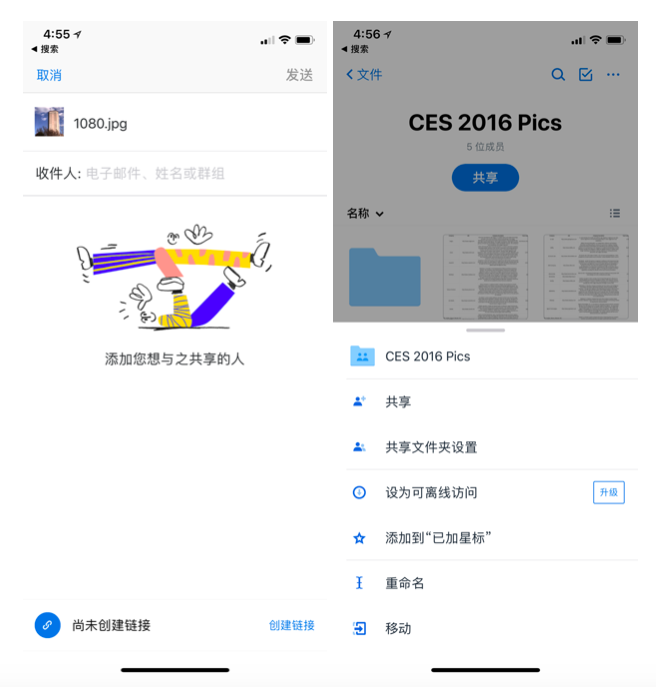 4:55
搜索
取消
发送
1080.jpg
收件人: 电子邮件、姓名或群组
添加您想与之共享的人
尚未创建链接
创建链接
4:56
搜索
文件
CES 2016 Pics
5 位成员
共享
名称
CES 2016 Pics
共享
共享文件夹设置
设为可离线访问
升级
添加到“已加星标”
重命名
移动